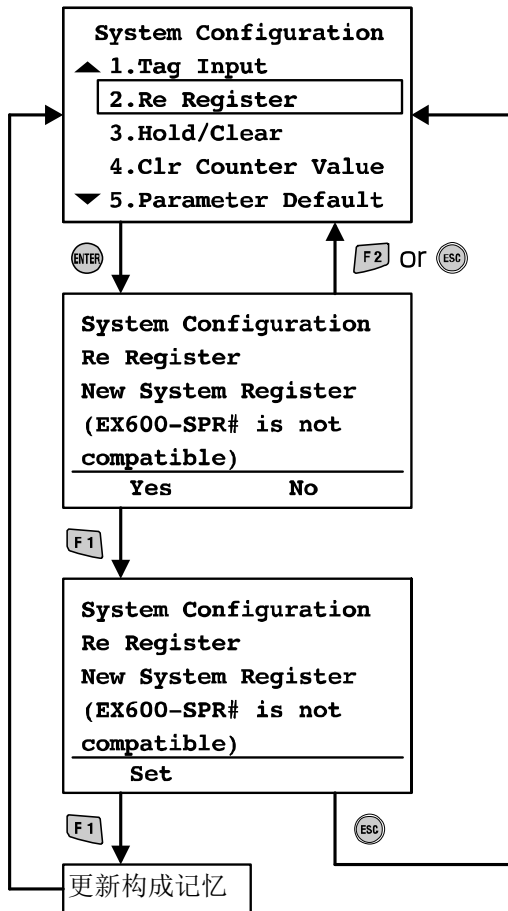 System Configuration
1.Tag Input
2.Re Register
3.Hold/Clear
4.Clr Counter Value
5.Parameter Default
ENTER
F2 or ESC
System Configuration
Re Register
New System Register
(EX600-SPR# is not
compatible)
Yes No
F1
System Configuration
Re Register
New System Register
(EX600-SPR# is not
compatible)
Set
F1
ESC
更新构成记忆